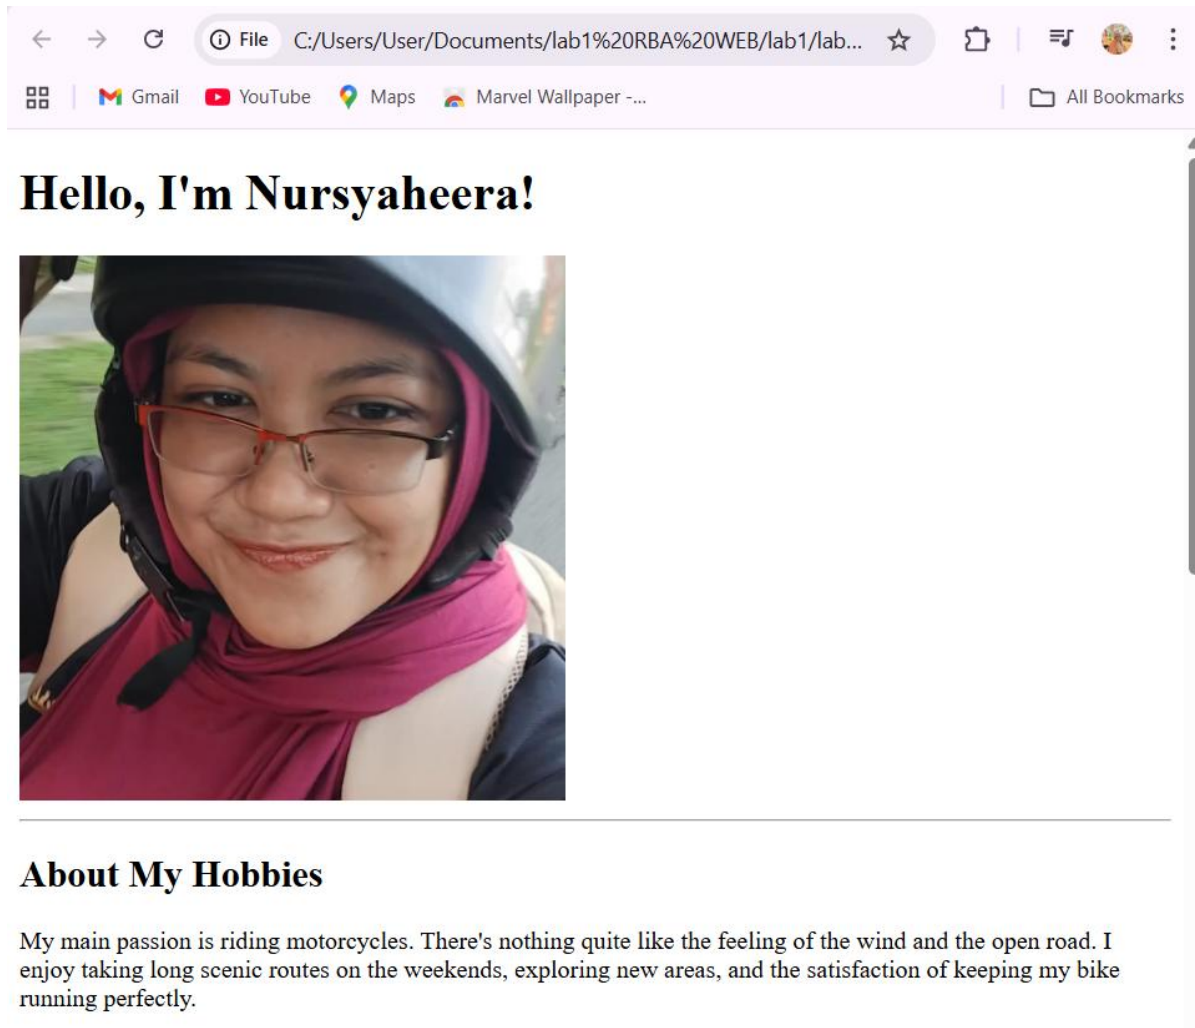 File C:/Users/User/Documents/lab1%20RBA%20WEB/lab1/lab...
Gmail YouTube Maps Marvel Wallpaper -... All Bookmarks
Hello, I'm Nursyaheera!
About My Hobbies
My main passion is riding motorcycles. There's nothing quite like the feeling of the wind and the open road. I
enjoy taking long scenic routes on the weekends, exploring new areas, and the satisfaction of keeping my bike
running perfectly.